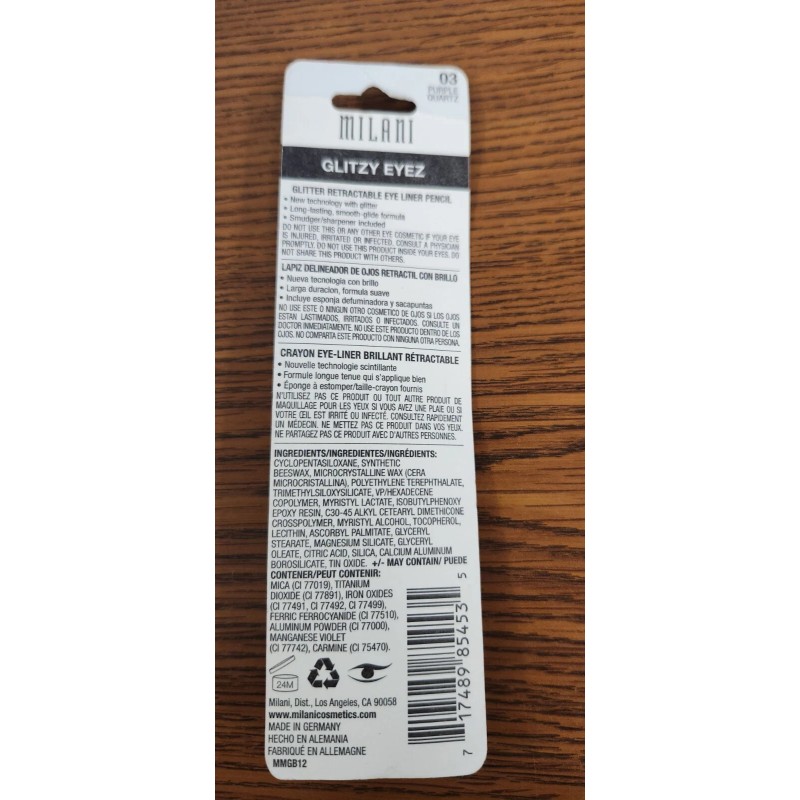 03
PURPLE
QUARTZ
MILANI
GLITZY EYEZ
GLITTER RETRACTABLE EYE LINER PENCIL
• New technology with glitter
• Long-lasting, smooth-glide formula
• Smudger/sharpener included
DO NOT USE THIS OR ANY OTHER EYE COSMETIC IF YOUR EYE
IS INJURED, IRRITATED OR INFECTED. CONSULT A PHYSICIAN
PROMPTLY. DO NOT USE THIS PRODUCT INSIDE YOUR EYES. DO
NOT SHARE THIS PRODUCT WITH OTHERS.
LAPIZ DELINEADOR DE OJOS RETRACTIL CON BRILLO
• Nueva tecnologia con brillo
• Larga duracion, formula suave
• Incluye esponja defuminadora y sacapuntas
NO USE ESTE O NINGUN OTRO COSMETICO DE OJOS SI LOS OJOS
ESTAN LASTIMADOS, IRRITADOS O INFECTADOS. CONSULTE UN
DOCTOR INMEDIATAMENTE. NO USE ESTE PRODUCTO DENTRO DE LOS
OJOS. NO COMPARTA ESTE PRODUCTO CON NINGUNA OTRA PERSONA.
CRAYON EYE-LINER BRILLANT RÉTRACTABLE
• Nouvelle technologie scintillante
• Formule longue tenue qui s'applique bien
• Éponge à estomper/taille-crayon fournis
N'UTILISEZ PAS CE PRODUIT OU TOUT AUTRE PRODUIT DE
MAQUILLAGE POUR LES YEUX SI VOUS AVEZ UNE PLAIE OU SI
VOTRE ŒIL EST IRRITÉ OU INFECTÉ. CONSULTEZ RAPIDEMENT
UN MÉDECIN. NE METTEZ PAS CE PRODUIT DANS VOS YEUX.
NE PARTAGEZ PAS CE PRODUIT AVEC D'AUTRES PERSONNES.
INGREDIENTS/INGREDIENTES/INGRÉDIENTS:
CYCLOPENTASILOXANE, SYNTHETIC
BEESWAX, MICROCRYSTALLINE WAX (CERA
MICROCRISTALLINA), POLYETHYLENE TEREPHTHALATE,
TRIMETHYLSILOXYSILICATE, VP/HEXADECENE
COPOLYMER, MYRISTYL LACTATE, ISOBUTYLPHENOXY
EPOXY RESIN, C30-45 ALKYL CETEARYL DIMETHICONE
CROSSPOLYMER, MYRISTYL ALCOHOL, TOCOPHEROL,
LECITHIN, ASCORBYL PALMITATE, GLYCERYL
STEARATE, MAGNESIUM SILICATE, GLYCERYL
OLEATE, CITRIC ACID, SILICA, CALCIUM ALUMINUM
BOROSILICATE, TIN OXIDE. +/- MAY CONTAIN/ PUEDE
CONTENER/PEUT CONTENIR:
MICA (CI 77019), TITANIUM
DIOXIDE (CI 77891), IRON OXIDES
(CI 77491, CI 77492, CI 77499),
FERRIC FERROCYANIDE (CI 77510),
ALUMINUM POWDER (CI 77000),
MANGANESE VIOLET
(CI 77742), CARMINE (CI 75470).
24M
Milani, Dist., Los Angeles, CA 90058
www.milanicosmetics.com
MADE IN GERMANY
HECHO EN ALEMANIA
FABRIQUÉ EN ALLEMAGNE
MMGB12
7 17489 85453 5